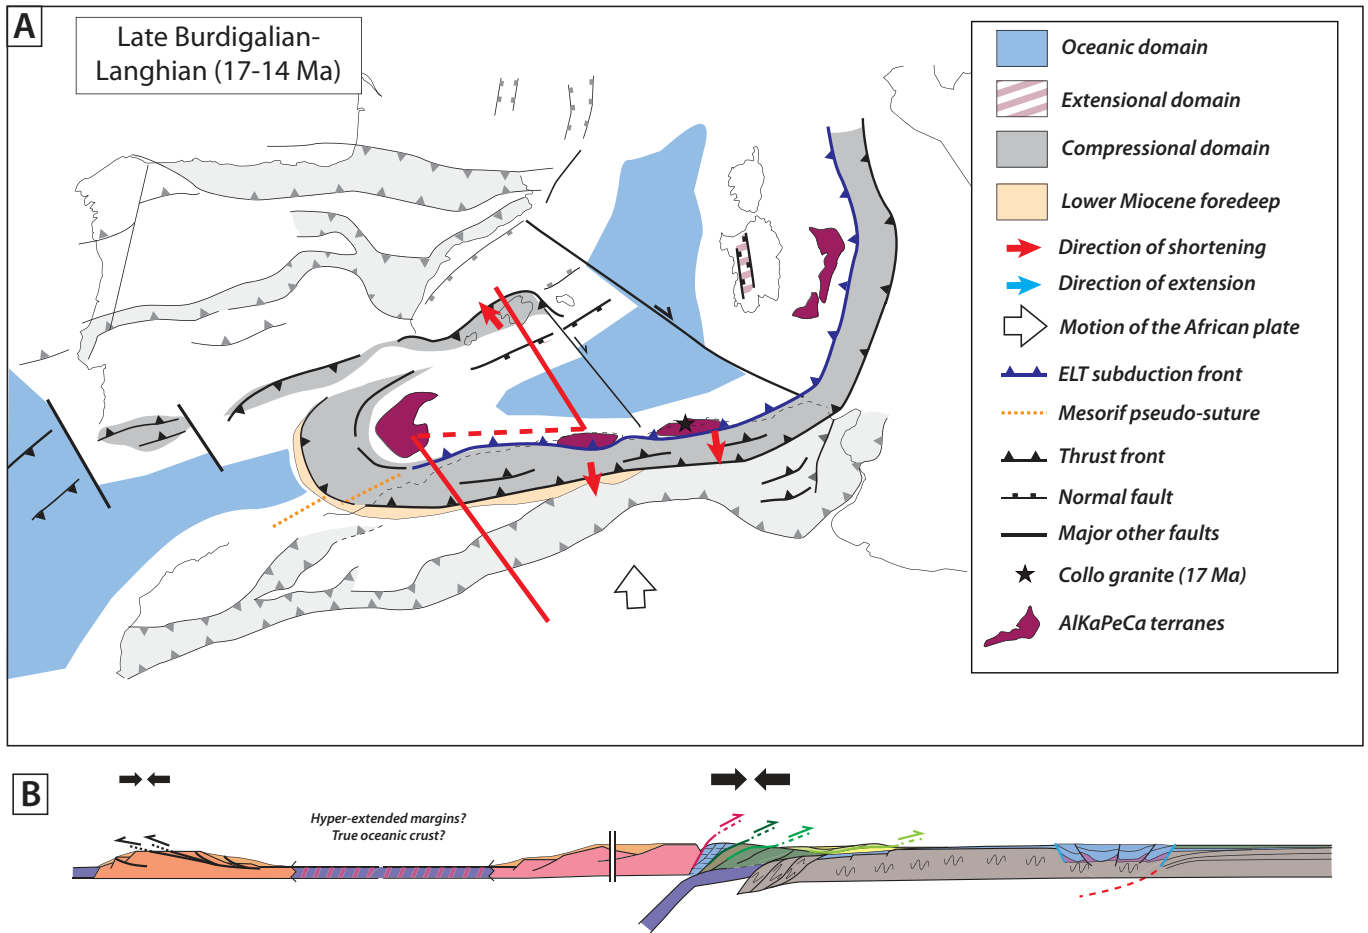 A
Late Burdigalian-
Langhian (17-14 Ma)
Oceanic domain
Extensional domain
Compressional domain
Lower Miocene foredeep
Direction of shortening
Direction of extension
Motion of the African plate
ELT subduction front
Mesorif pseudo-suture
Thrust front
Normal fault
Major other faults
Collo granite (17 Ma)
AlKaPeCa terranes
B
Hyper-extended margins?
True oceanic crust?